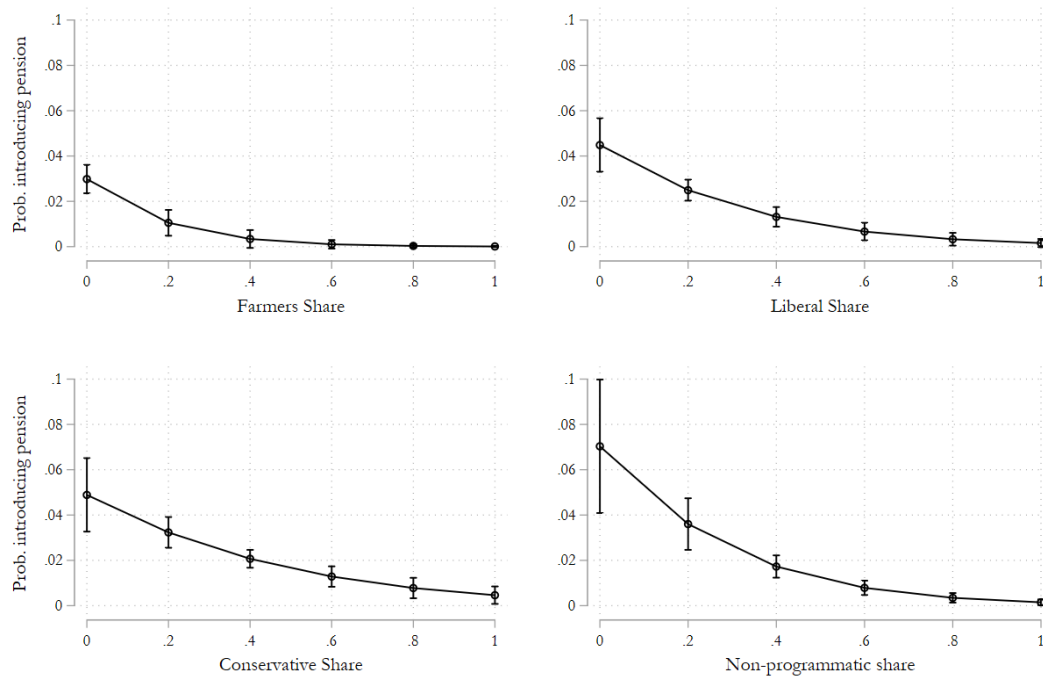 Prob. introducing pension
.1
.08
.06
.04
.02
0
0 .2 .4 .6 .8 1
Farmers Share
.1
.08
.06
.04
.02
0
0 .2 .4 .6 .8 1
Liberal Share
Prob. introducing pension
.1
.08
.06
.04
.02
0
0 .2 .4 .6 .8 1
Conservative Share
.1
.08
.06
.04
.02
0
0 .2 .4 .6 .8 1
Non-programmatic share